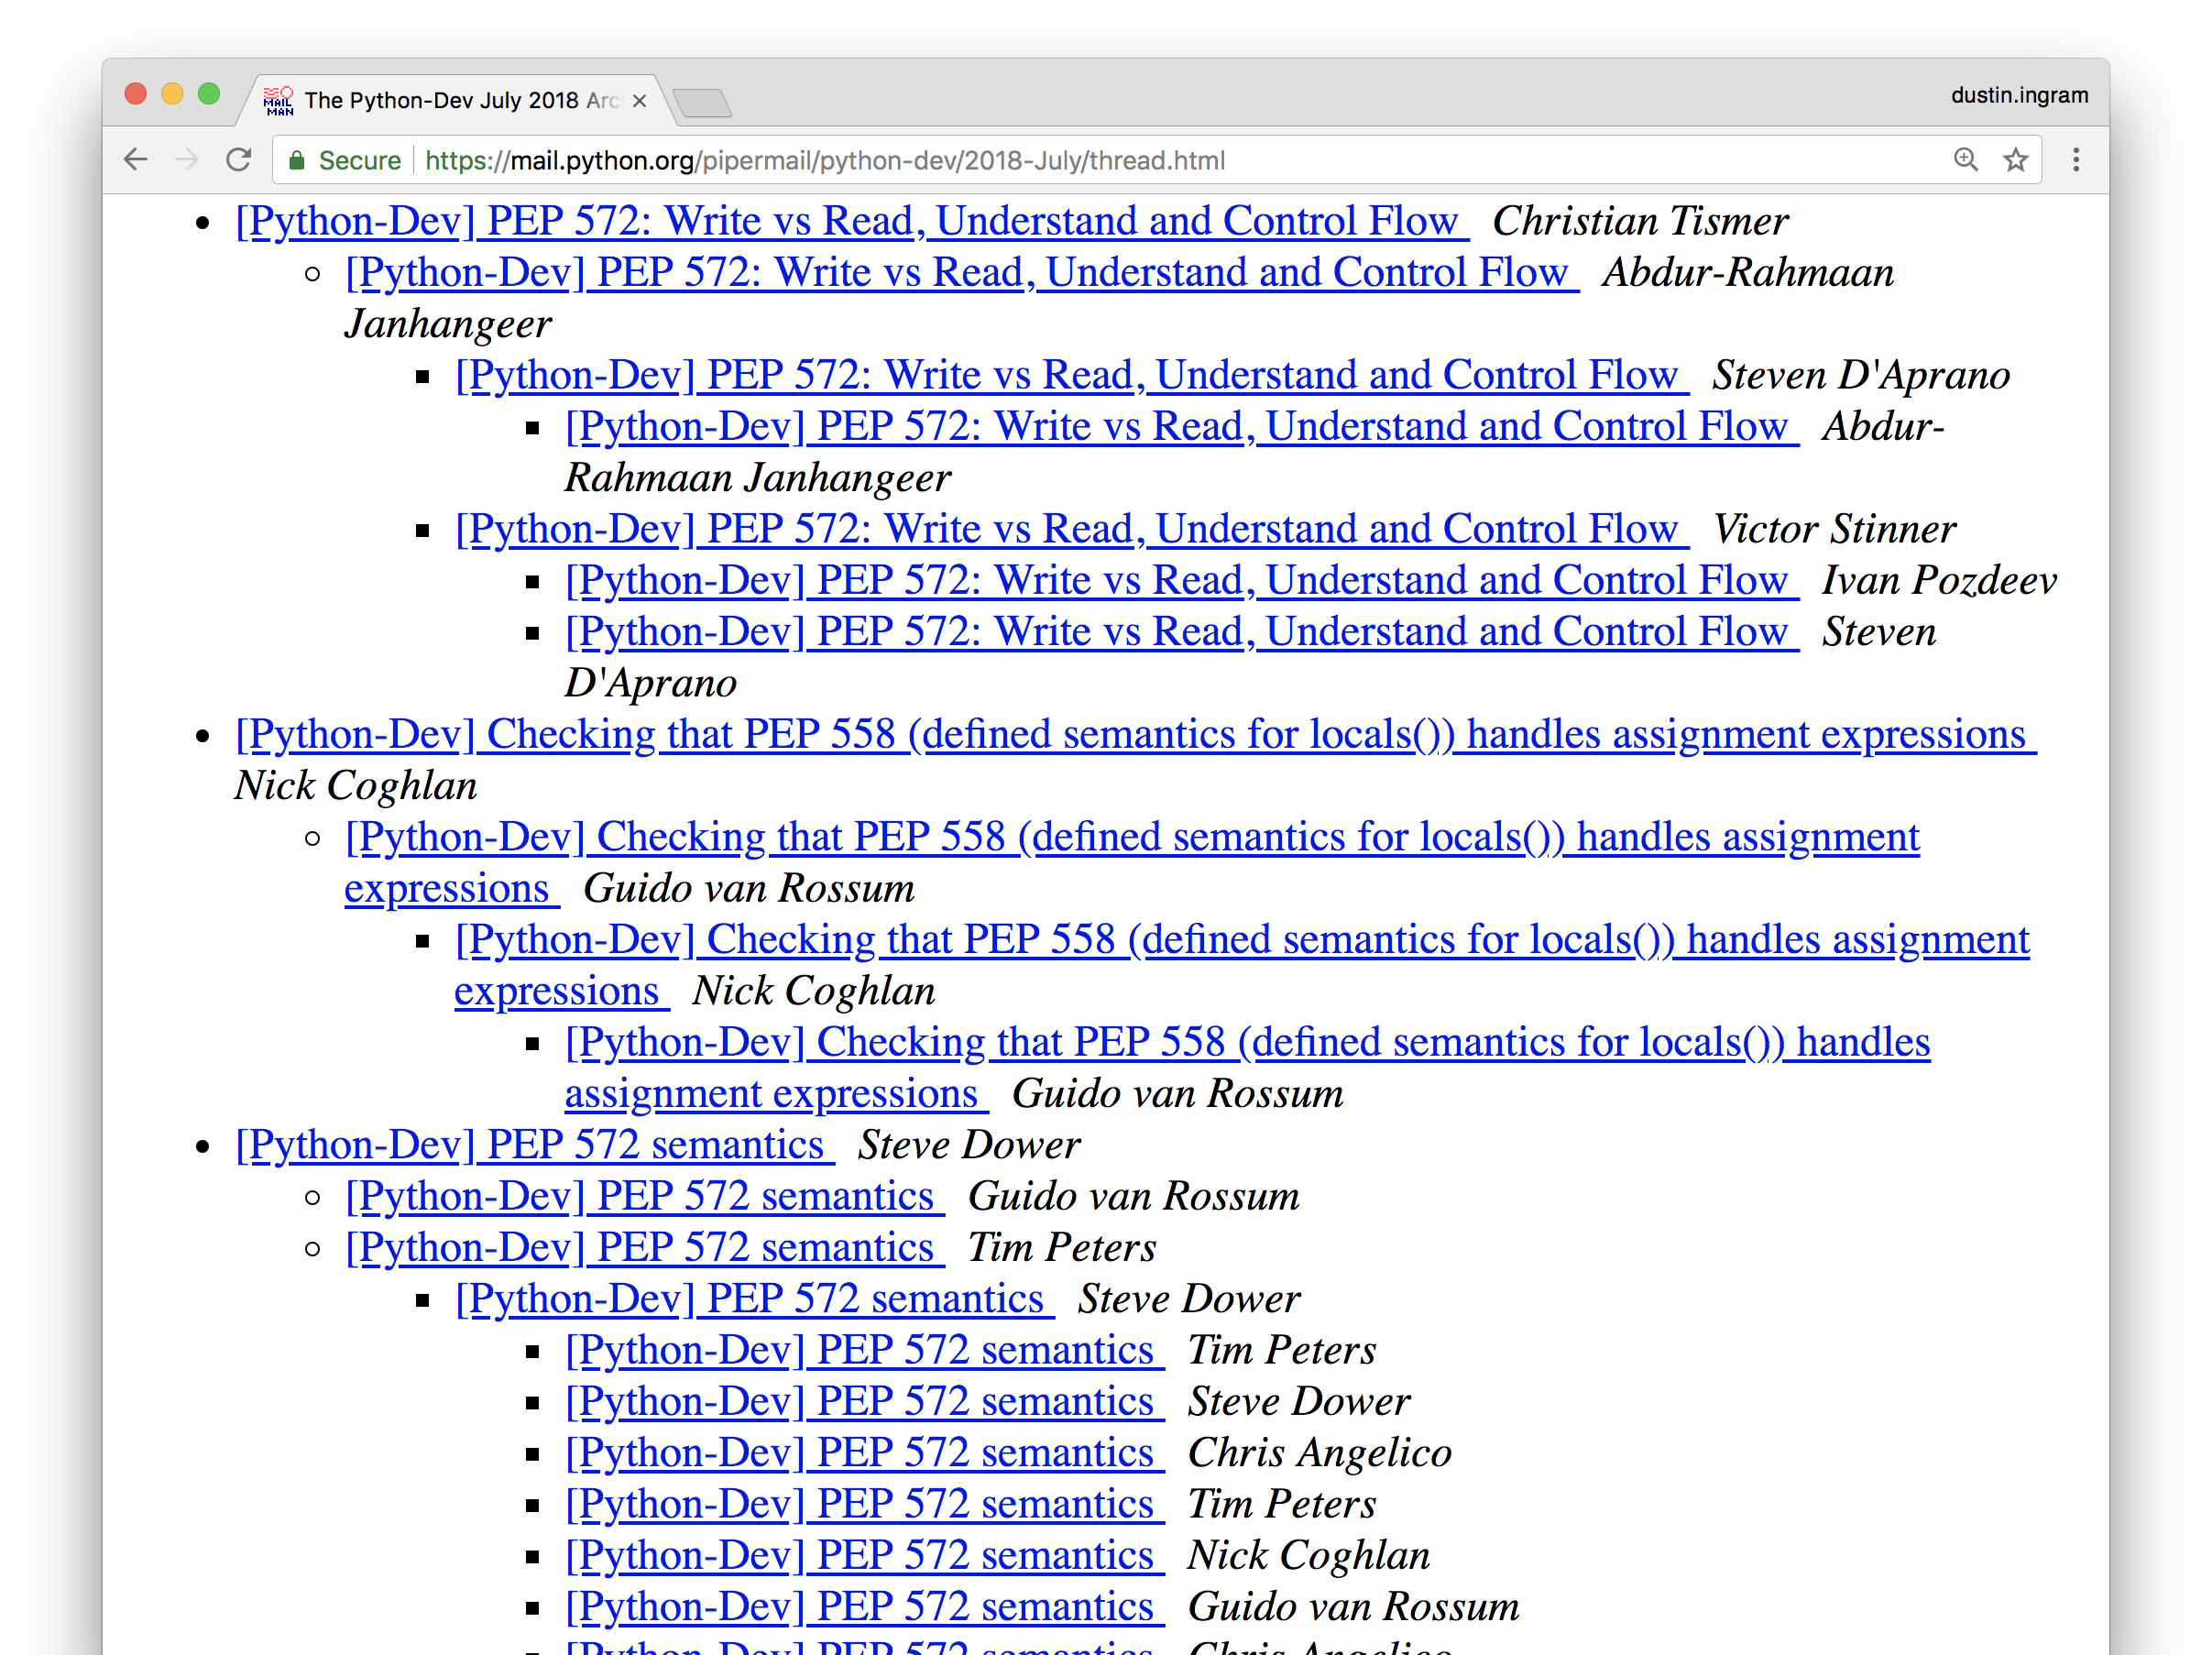 MAIL
MAN
The Python-Dev July 2018 Arc
dustin.ingram
Secure
https://mail.python.org/pipermail/python-dev/2018-July/thread.html
[Python-Dev] PEP 572: Write vs Read, Understand and Control Flow Christian Tismer
[Python-Dev] PEP 572: Write vs Read, Understand and Control Flow Abdur-Rahmaan
Janhangeer
[Python-Dev] PEP 572: Write vs Read, Understand and Control Flow Steven D'Aprano
[Python-Dev] PEP 572: Write vs Read, Understand and Control Flow Abdur-
Rahmaan Janhangeer
[Python-Dev] PEP 572: Write vs Read, Understand and Control Flow Victor Stinner
[Python-Dev] PEP 572: Write vs Read, Understand and Control Flow Ivan Pozdeev
[Python-Dev] PEP 572: Write vs Read, Understand and Control Flow Steven
D'Aprano
[Python-Dev] Checking that PEP 558 (defined semantics for locals()) handles assignment expressions
Nick Coghlan
[Python-Dev] Checking that PEP 558 (defined semantics for locals()) handles assignment
expressions Guido van Rossum
[Python-Dev] Checking that PEP 558 (defined semantics for locals()) handles assignment
expressions Nick Coghlan
[Python-Dev] Checking that PEP 558 (defined semantics for locals()) handles
assignment expressions Guido van Rossum
[Python-Dev] PEP 572 semantics Steve Dower
[Python-Dev] PEP 572 semantics Guido van Rossum
[Python-Dev] PEP 572 semantics Tim Peters
[Python-Dev] PEP 572 semantics Steve Dower
[Python-Dev] PEP 572 semantics Tim Peters
[Python-Dev] PEP 572 semantics Steve Dower
[Python-Dev] PEP 572 semantics Chris Angelico
[Python-Dev] PEP 572 semantics Tim Peters
[Python-Dev] PEP 572 semantics Nick Coghlan
[Python-Dev] PEP 572 semantics Guido van Rossum
[Python-Dev] PEP 572 semantics Chris Angelico